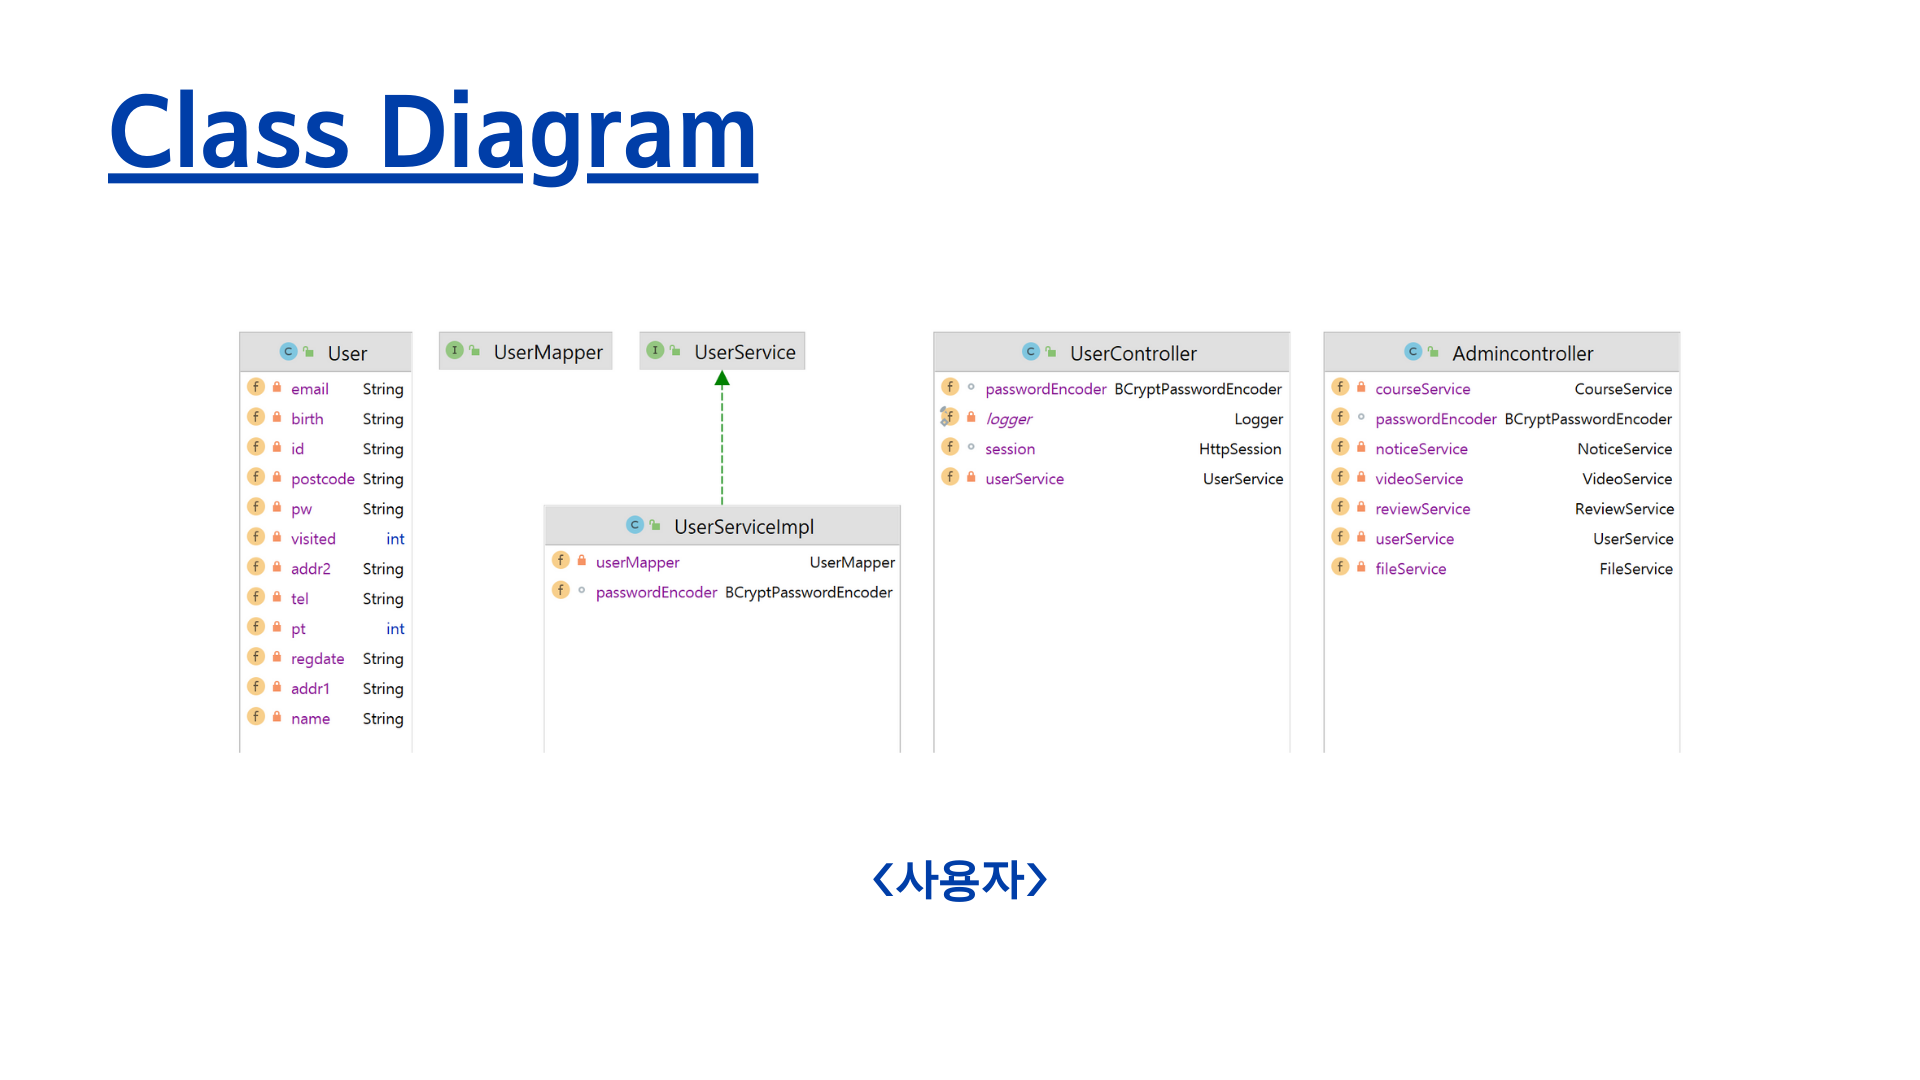 Class Diagram
User
email String
birth String
id String
postcode String
pw String
visited int
addr2 String
tel String
pt int
regdate String
addr1 String
name String
UserMapper
UserService
UserServiceImpl
userMapper UserMapper
passwordEncoder BCryptPasswordEncoder
UserController
passwordEncoder BCryptPasswordEncoder
logger Logger
session HttpSession
userService UserService
Admincontroller
courseService CourseService
passwordEncoder BCryptPasswordEncoder
noticeService NoticeService
videoService VideoService
reviewService ReviewService
userService UserService
fileService FileService
<사용자>